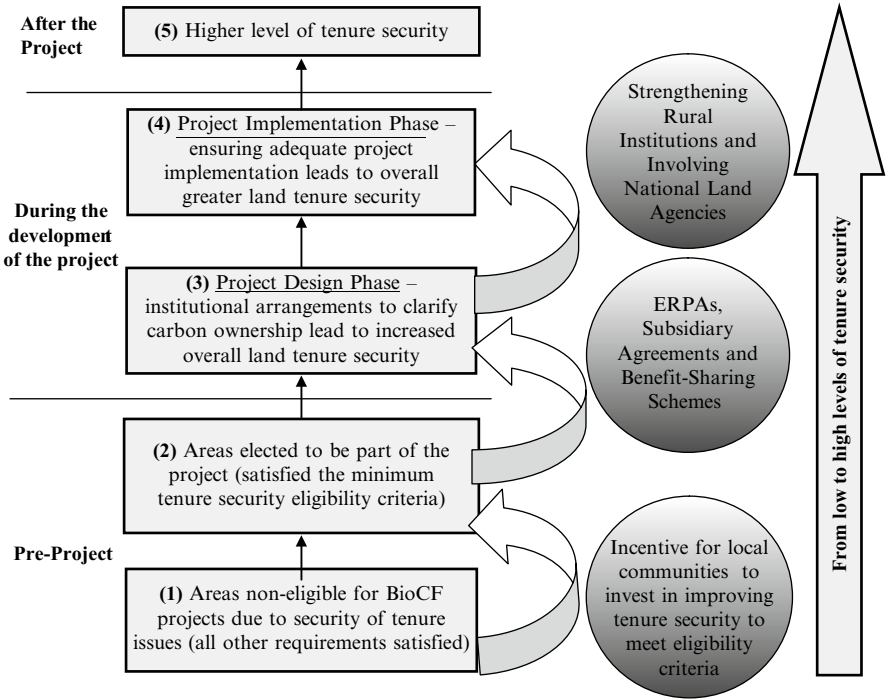 After the
Project
(5) Higher level of tenure security
(4) Project Implementation Phase –
ensuring adequate project
implementation leads to overall
greater land tenure security
Strengthening
Rural
Institutions and
Involving
National Land
Agencies
During the
development
of the project
(3) Project Design Phase –
institutional arrangements to clarify
carbon ownership lead to increased
overall land tenure security
ERPAs,
Subsidiary
Agreements and
Benefit-Sharing
Schemes
(2) Areas elected to be part of the
project (satisfied the minimum
tenure security eligibility criteria)
Pre-Project
(1) Areas non-eligible for BioCF
projects due to security of tenure
issues (all other requirements satisfied)
Incentive for local
communities to
invest in improving
tenure security to
meet eligibility
criteria
From low to high levels of tenure security